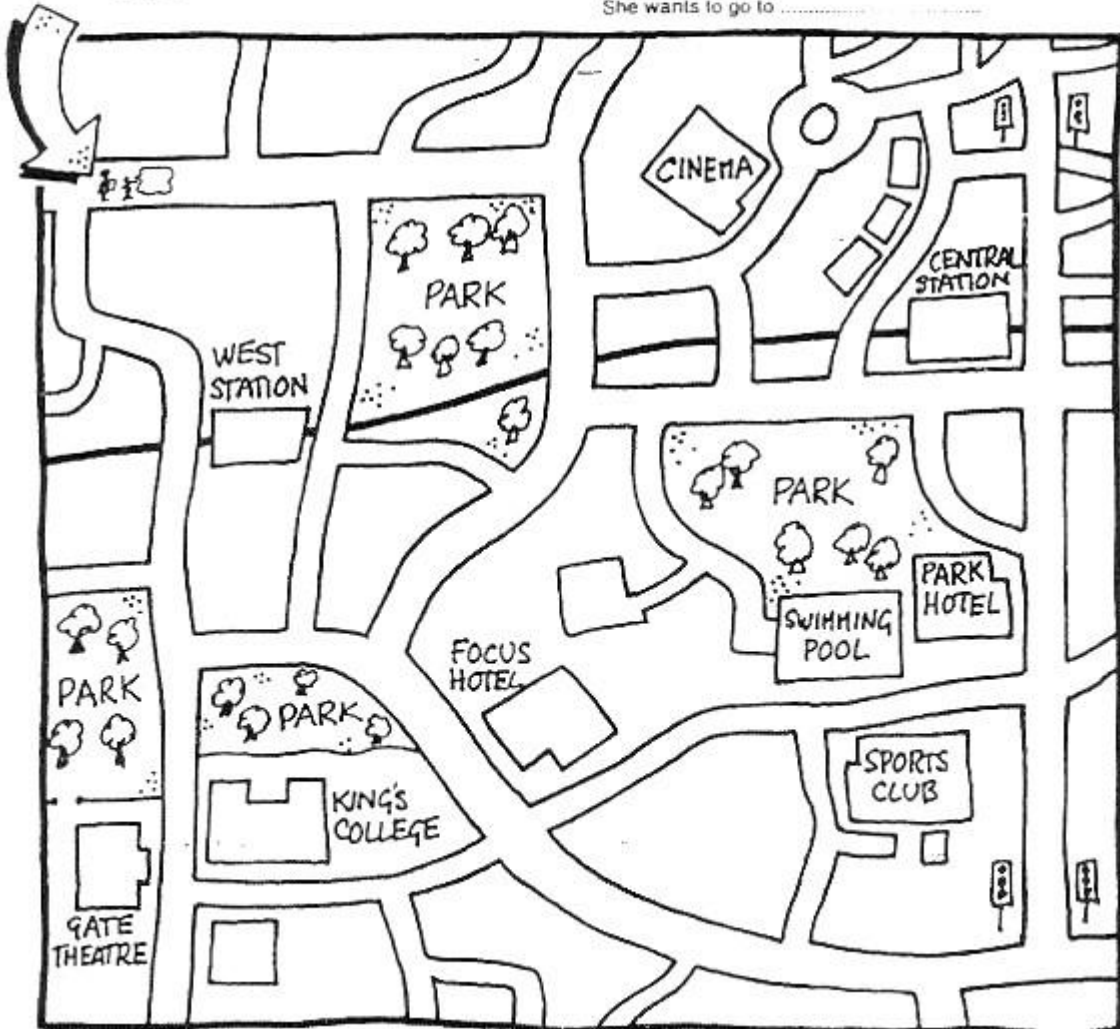 She wants to go to ..............................
CINEMA
PARK
CENTRAL
STATION
WEST
STATION
PARK
PARK
HOTEL
SWIMMING
POOL
FOCUS
HOTEL
PARK
PARK
SPORTS
CLUB
KING'S
COLLEGE
GATE
THEATRE